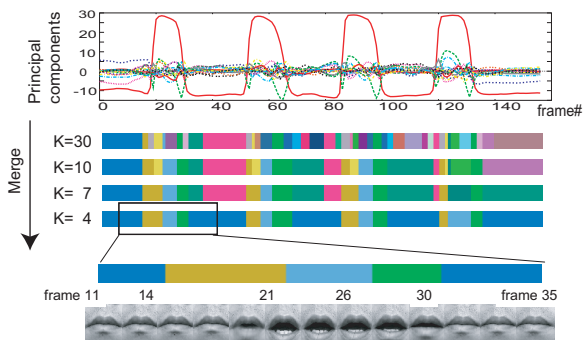 Principal
components
30
20
10
0
-10
0 20 40 60 80 100 120 140
frame#
Merge
K=30
K=10
K= 7
K= 4
frame 11 14 21 26 30 frame 35